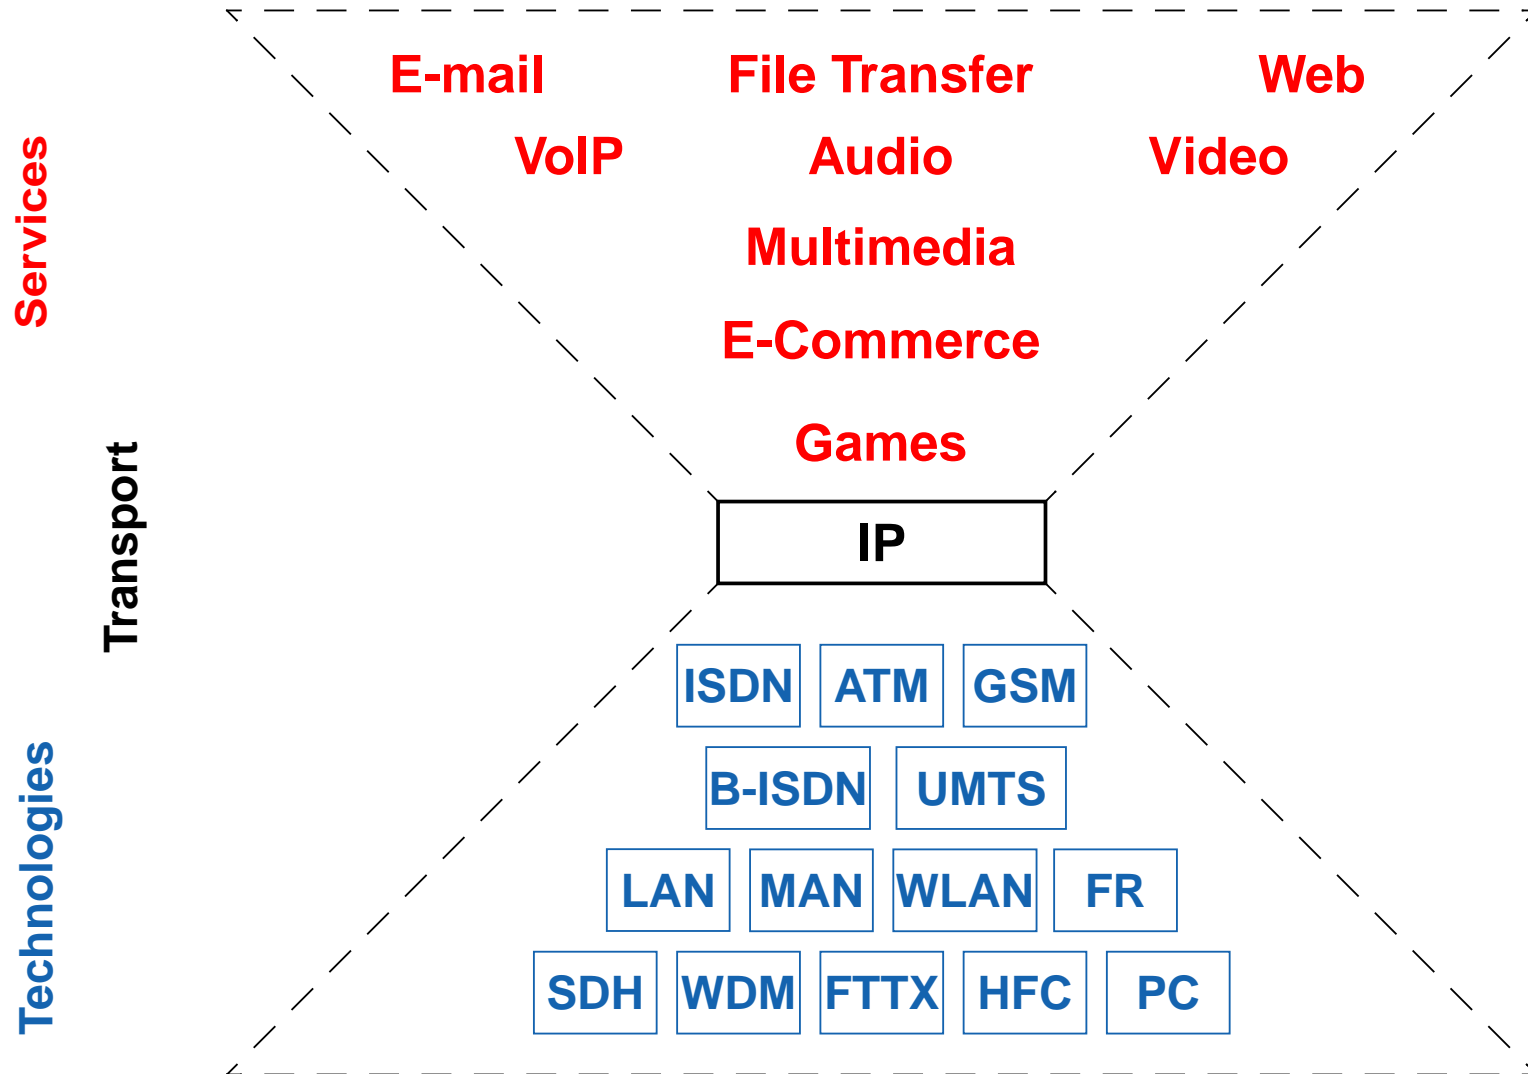 E-mail File Transfer Web
VoIP Audio Video
Multimedia
E-Commerce
Games
Services
IP
Transport
ISDN ATM GSM
B-ISDN UMTS
LAN MAN WLAN FR
SDH WDM FTTX HFC PC
Technologies